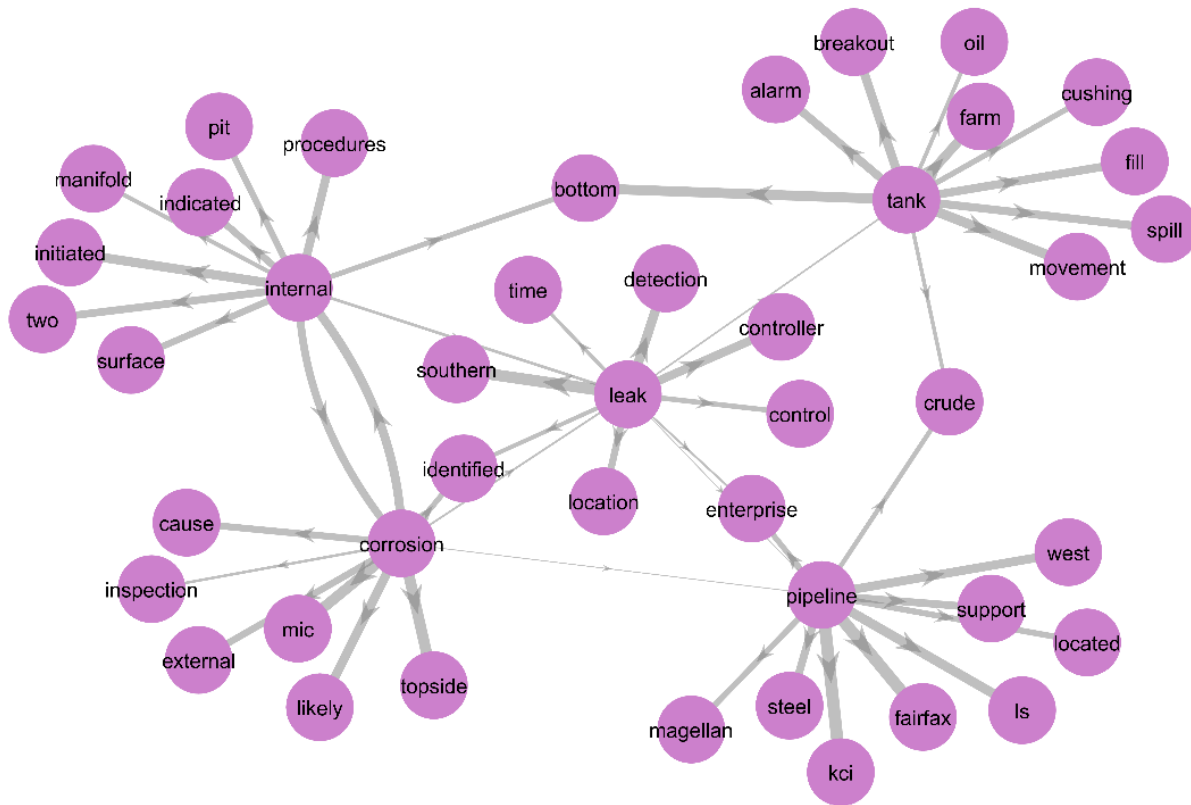 breakout
oil
alarm
cushing
farm
pit
procedures
fill
manifold
indicated
bottom
tank
spill
initiated
movement
internal
time
detection
two
controller
surface
southern
leak
crude
control
identified
location
enterprise
cause
corrosion
west
inspection
pipeline
support
mic
located
external
topside
likely
steel
fairfax
ls
magellan
kci